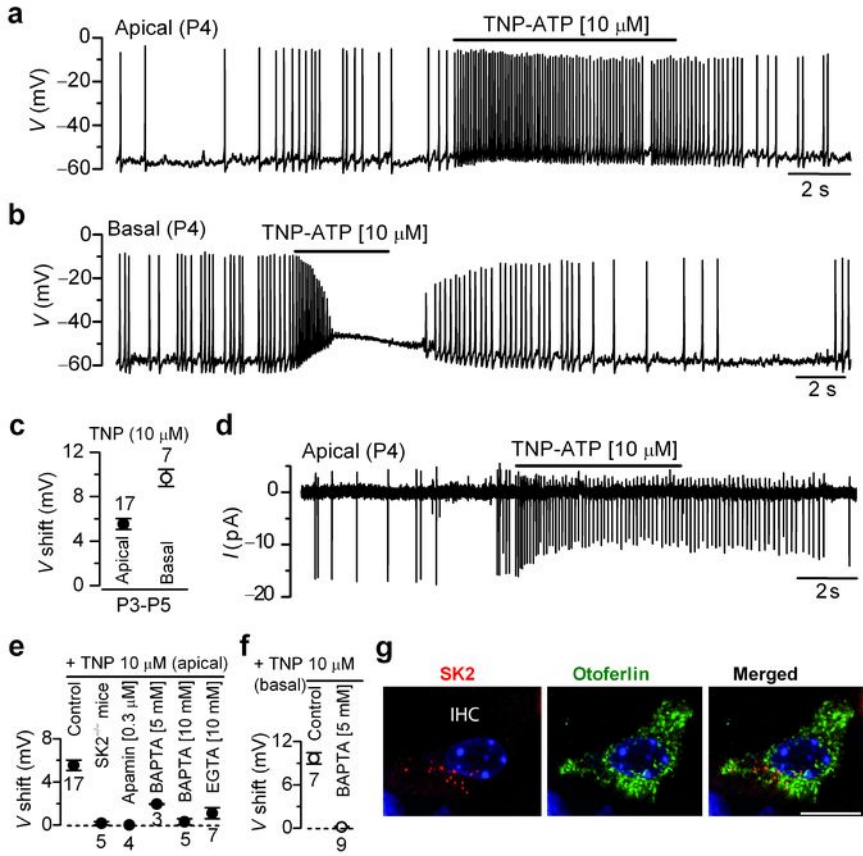 a
Apical (P4)
TNP-ATP [10 μM]
0
–20
–40
–60
V (mV)
2 s
b
Basal (P4)
TNP-ATP [10 μM]
0
–20
–40
–60
V (mV)
2 s
c
TNP (10 μM)
12
8
4
0
V shift (mV)
17
7
Apical
Basal
P3-P5
d
Apical (P4)
TNP-ATP [10 μM]
0
–10
–20
I (pA)
2s
e
+ TNP 10 μM (apical)
Control
SK2–/– mice
Apamin [0.3 μM]
BAPTA [5 mM]
BAPTA [10 mM]
EGTA [10 mM]
8
4
0
V shift (mV)
17
5
4
3
5
7
f
+ TNP 10 μM
(basal)
Control
BAPTA [5 mM]
12
9
6
3
0
V shift (mV)
7
9
g
SK2
Otoferlin
Merged
IHC